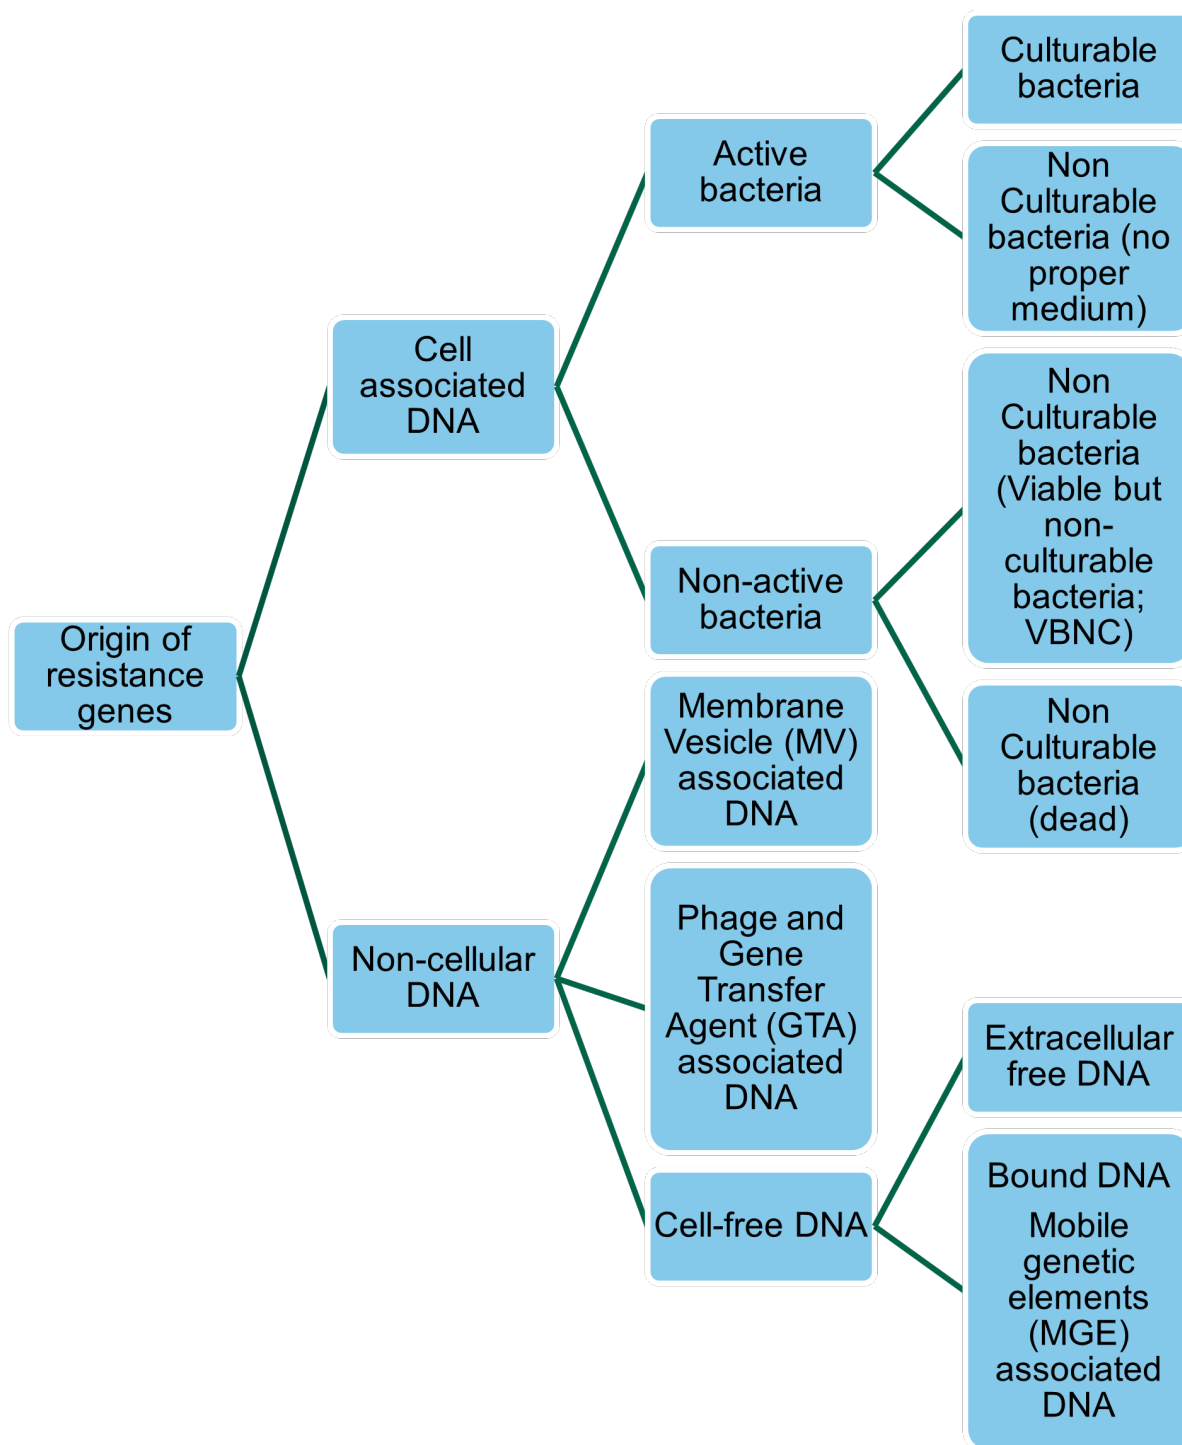 Origin of
resistance
genes
Cell
associated
DNA
Non-cellular
DNA
Active
bacteria
Non-active
bacteria
Membrane
Vesicle (MV)
associated
DNA
Phage and
Gene
Transfer
Agent (GTA)
associated
DNA
Cell-free DNA
Culturable
bacteria
Non
Culturable
bacteria (no
proper
medium)
Non
Culturable
bacteria
(Viable but
non-
culturable
bacteria;
VBNC)
Non
Culturable
bacteria
(dead)
Extracellular
free DNA
Bound DNA
Mobile
genetic
elements
(MGE)
associated
DNA